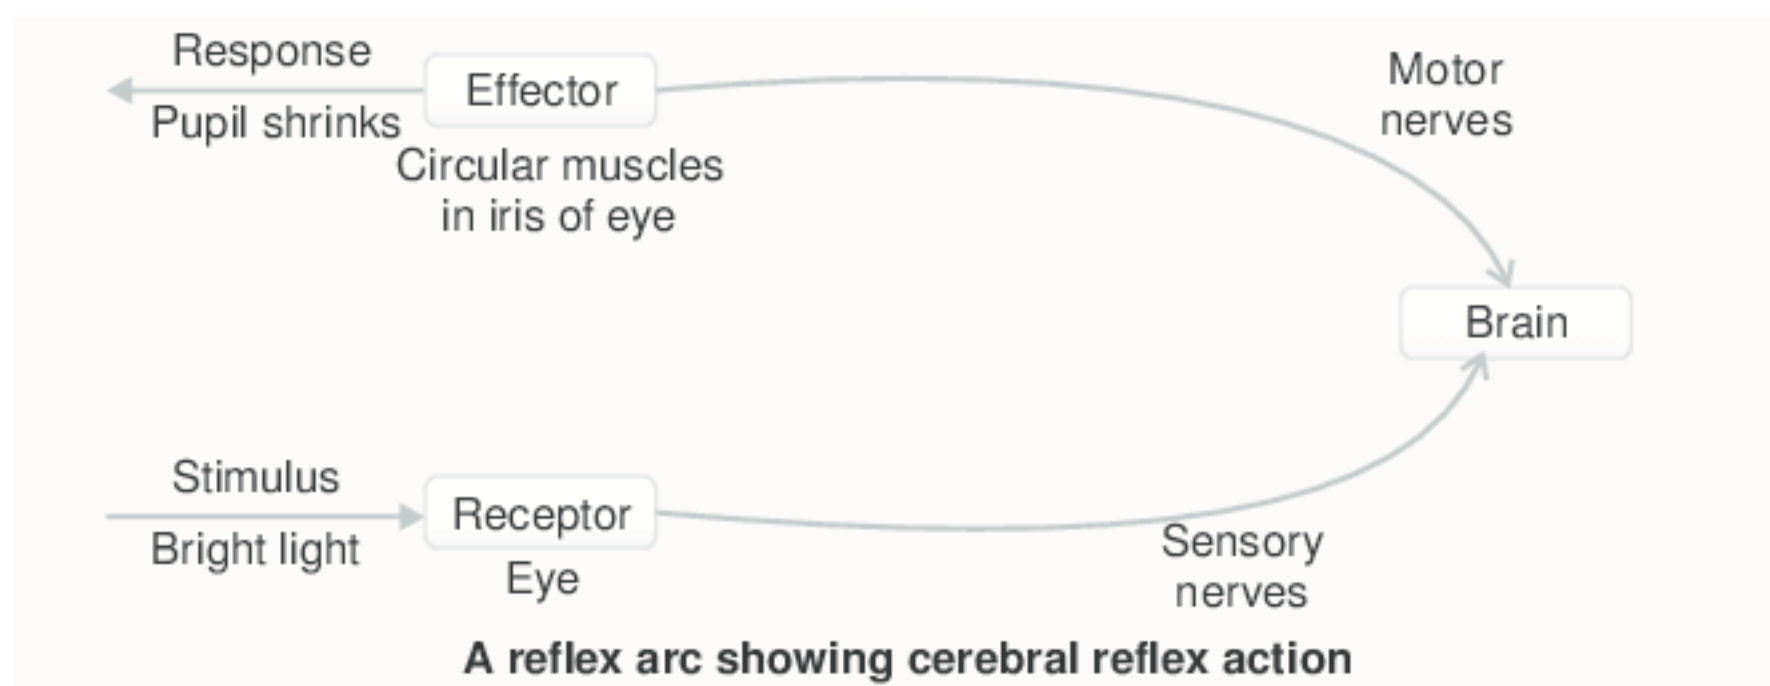 Response
Pupil shrinks
Effector
Circular muscles
in iris of eye
Motor
nerves
Brain
Stimulus
Bright light
Receptor
Eye
Sensory
nerves
A reflex arc showing cerebral reflex action